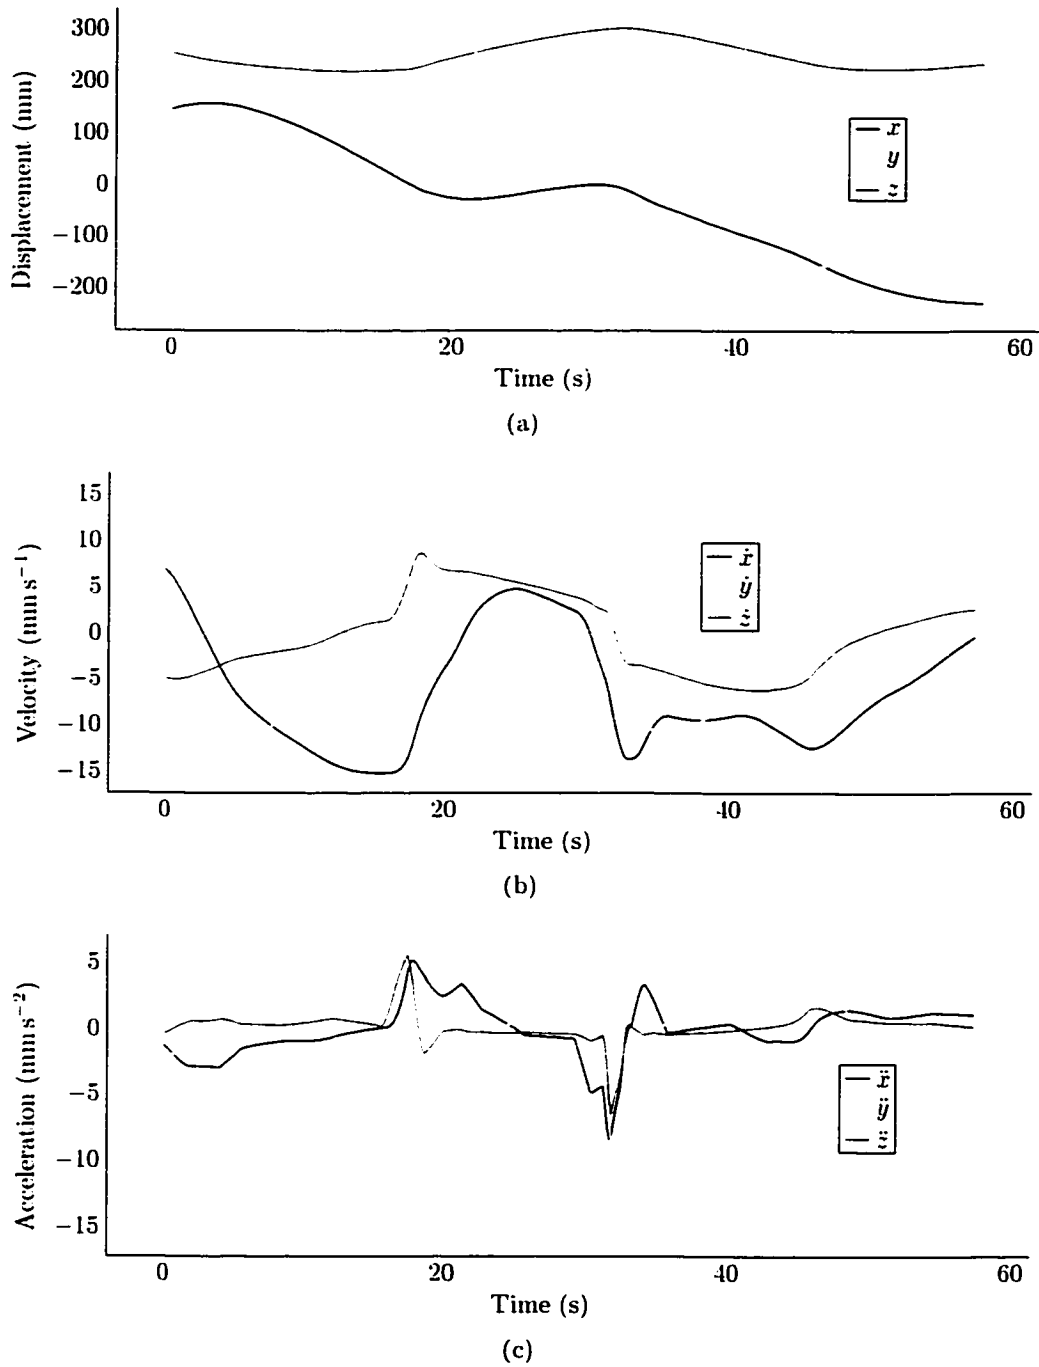 300
200
100
0
−100
−200
Displacement (mm)
x
y
z
0 20 40 60
Time (s)
(a)
15
10
5
0
−5
−10
−15
Velocity (mm s⁻¹)
ẋ
ẏ
ż
0 20 40 60
Time (s)
(b)
5
0
−5
−10
−15
Acceleration (mm s⁻²)
ẍ
ÿ
z̈
0 20 40 60
Time (s)
(c)